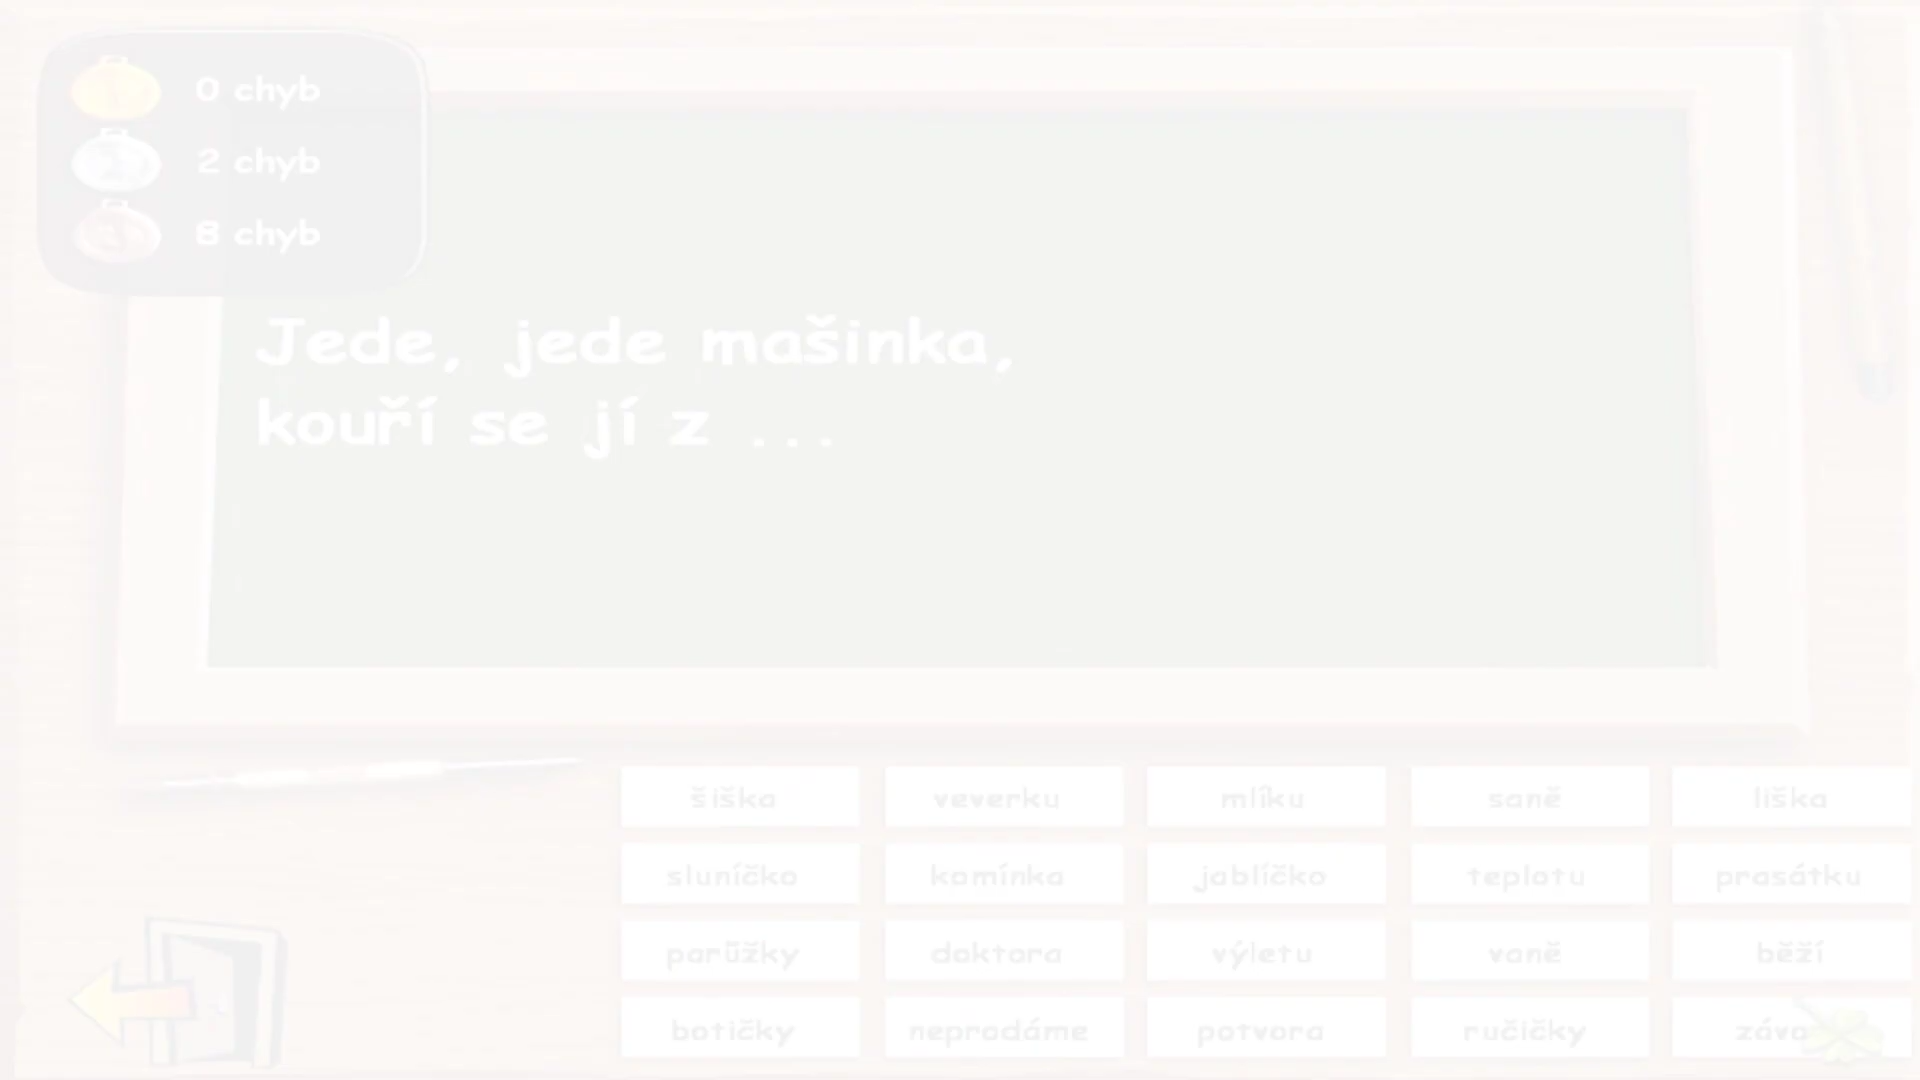 0 chyb
2 chyb
8 chyb
Jede, jede mašinka,
kouří se jí z ...
šiška veverku mlíku saně liška
sluníčko komínka jablíčko teplotu prasátku
parůžky doktora výletu vaně běží
botičky neprodáme potvora ručičky